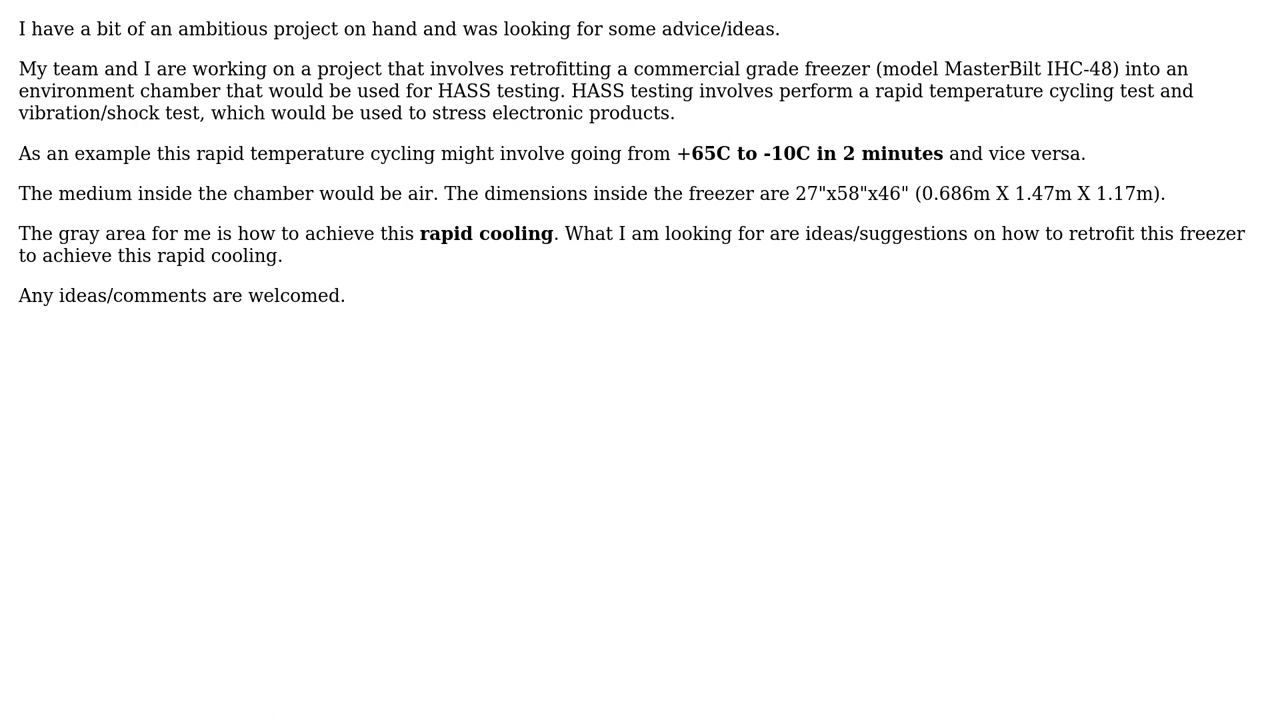 I have a bit of an ambitious project on hand and was looking for some advice/ideas.
My team and I are working on a project that involves retrofitting a commercial grade freezer (model MasterBilt IHC-48) into an
environment chamber that would be used for HASS testing. HASS testing involves perform a rapid temperature cycling test and
vibration/shock test, which would be used to stress electronic products.
As an example this rapid temperature cycling might involve going from +65C to -10C in 2 minutes and vice versa.
The medium inside the chamber would be air. The dimensions inside the freezer are 27"x58"x46" (0.686m X 1.47m X 1.17m).
The gray area for me is how to achieve this rapid cooling. What I am looking for are ideas/suggestions on how to retrofit this freezer
to achieve this rapid cooling.
Any ideas/comments are welcomed.